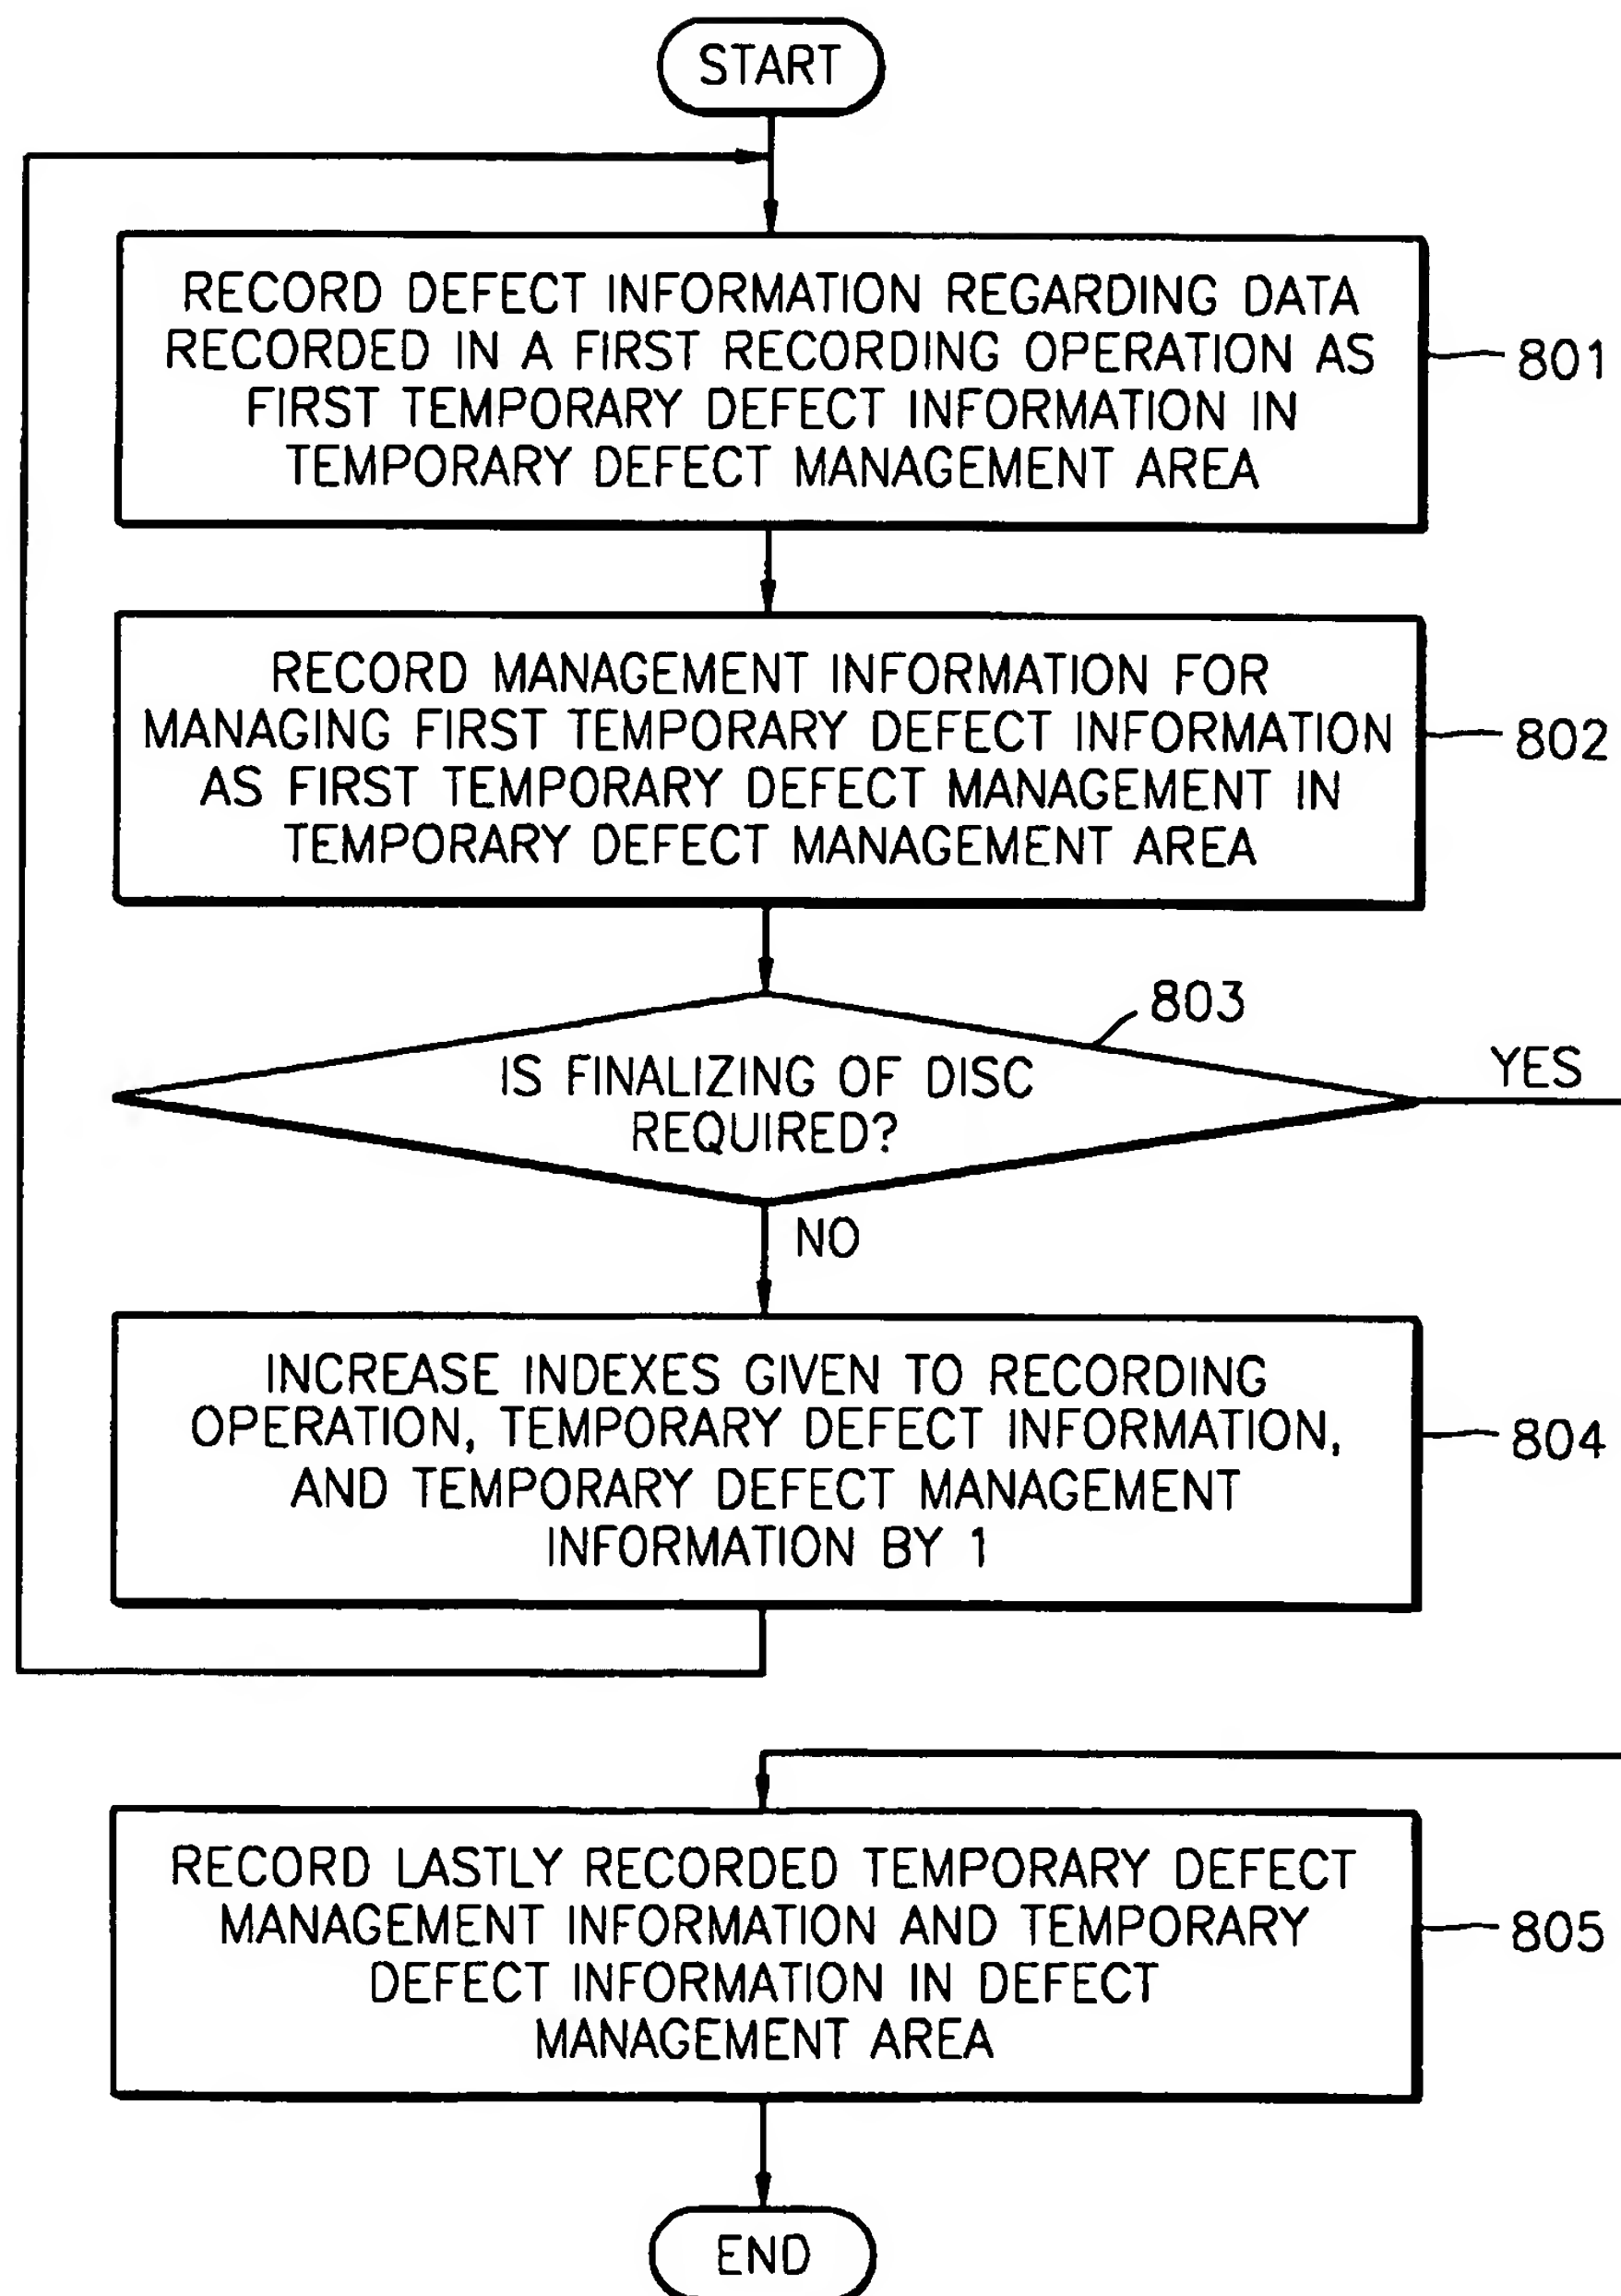 START
RECORD DEFECT INFORMATION REGARDING DATA
RECORDED IN A FIRST RECORDING OPERATION AS
FIRST TEMPORARY DEFECT INFORMATION IN
TEMPORARY DEFECT MANAGEMENT AREA
801
RECORD MANAGEMENT INFORMATION FOR
MANAGING FIRST TEMPORARY DEFECT INFORMATION
AS FIRST TEMPORARY DEFECT MANAGEMENT IN
TEMPORARY DEFECT MANAGEMENT AREA
802
803
IS FINALIZING OF DISC
REQUIRED?
YES
NO
INCREASE INDEXES GIVEN TO RECORDING
OPERATION, TEMPORARY DEFECT INFORMATION,
AND TEMPORARY DEFECT MANAGEMENT
INFORMATION BY 1
804
RECORD LASTLY RECORDED TEMPORARY DEFECT
MANAGEMENT INFORMATION AND TEMPORARY
DEFECT INFORMATION IN DEFECT
MANAGEMENT AREA
805
END